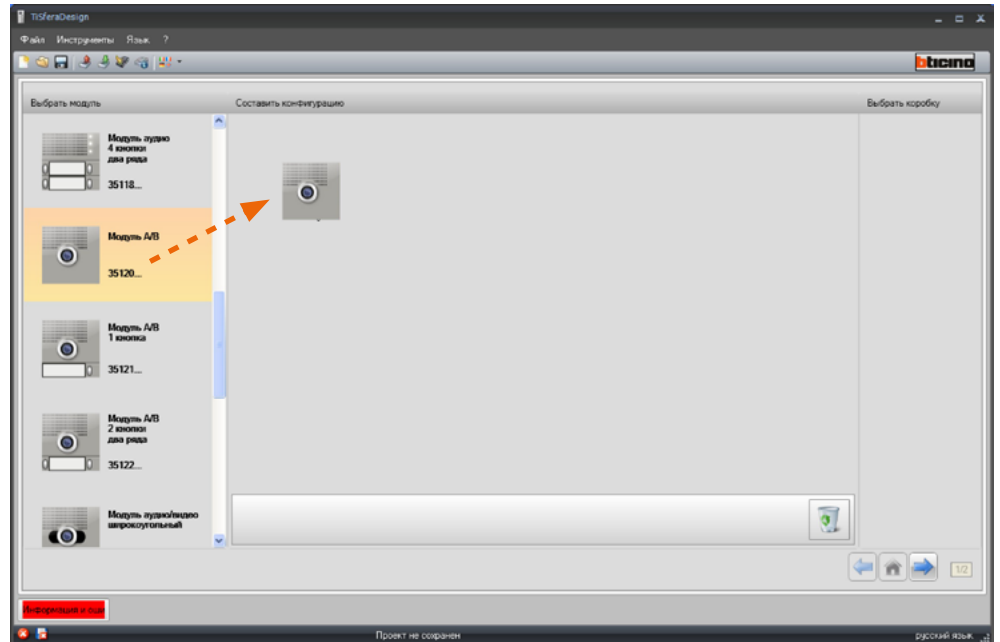 TiSferaDesign
Файл Инструменты Язык ?
bticino
Выбрать модуль
Составить конфигурацию
Выбрать коробку
Модуль аудио
4 кнопки
два ряда
35118...
Модуль А/В
35120...
Модуль А/В
1 кнопка
35121...
Модуль А/В
2 кнопки
два ряда
35122...
Модуль аудио/видео
широкоугольный
1/2
Информация и оши
Проект не сохранен
русский язык